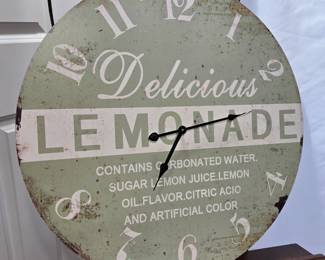 11 12 1
10 2
Delicious
LEMONADE
CONTAINS CARBONATED WATER,
SUGAR LEMON JUICE.LEMON
OIL.FLAVOR.CITRIC ACIO
AND ARTIFICIAL COLOR
8 4
7 6 5